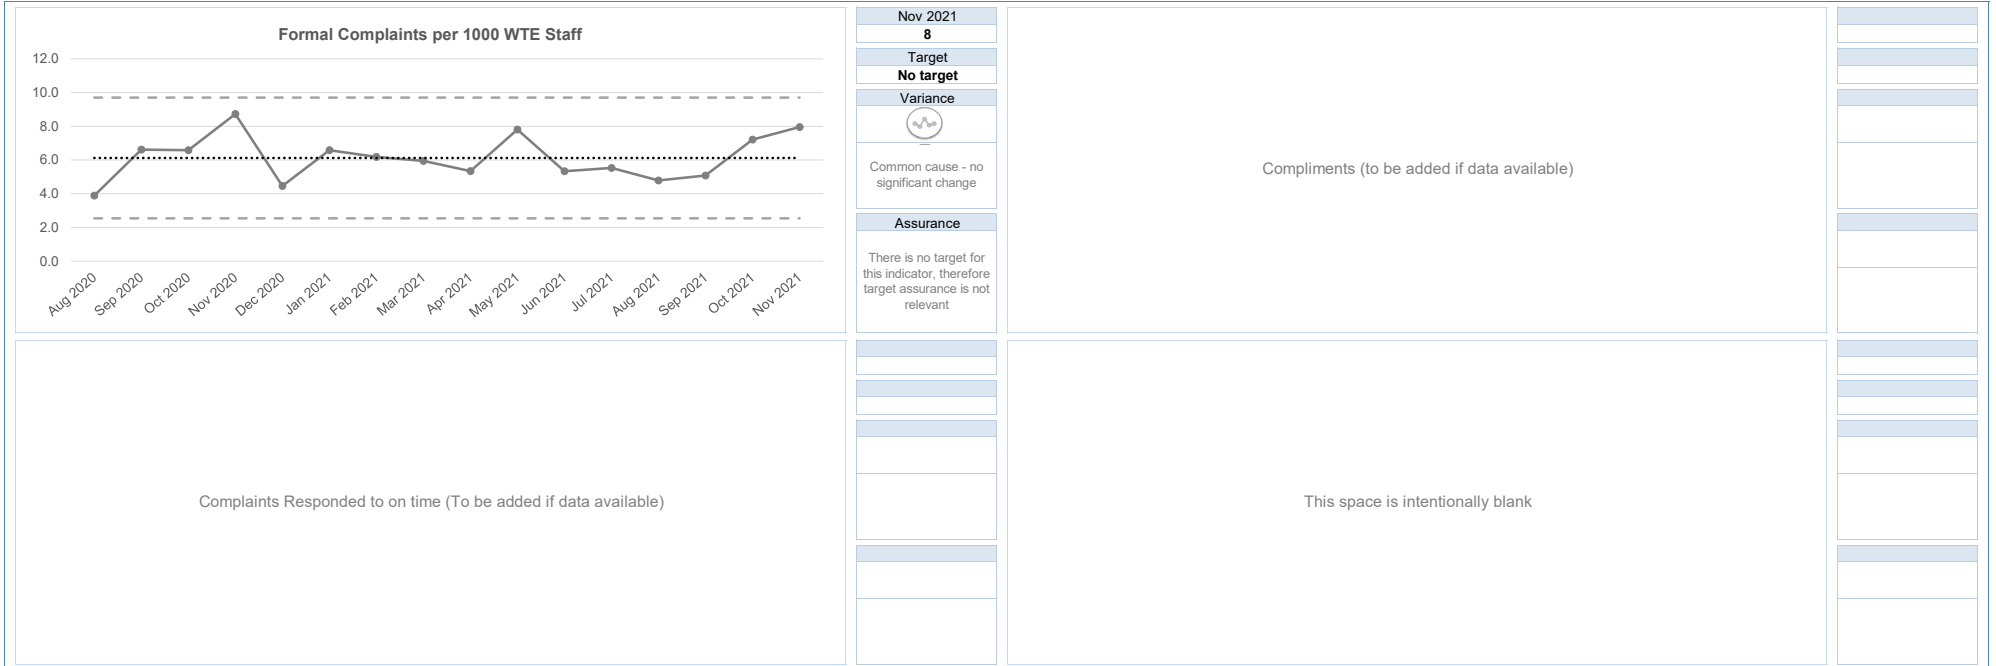 Formal Complaints per 1000 WTE Staff
12.0
10.0
8.0
6.0
4.0
2.0
0.0
Aug 2020
Sep 2020
Oct 2020
Nov 2020
Dec 2020
Jan 2021
Feb 2021
Mar 2021
Apr 2021
May 2021
Jun 2021
Jul 2021
Aug 2021
Sep 2021
Oct 2021
Nov 2021
Nov 2021
8
Target
No target
Variance
Common cause - no
significant change
Assurance
There is no target for
this indicator, therefore
target assurance is not
relevant
Compliments (to be added if data available)
Complaints Responded to on time (To be added if data available)
This space is intentionally blank